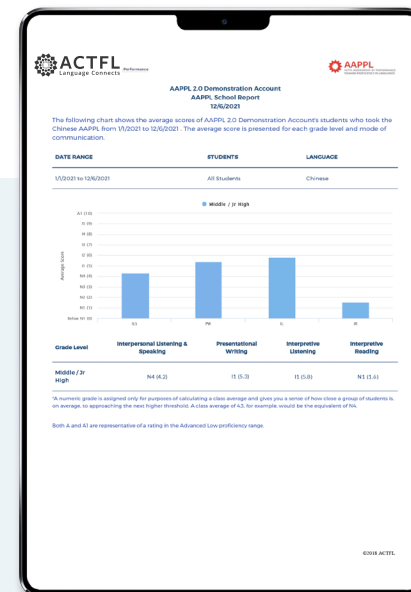 ACTFL
Performance
Language Connects
AAPPL
AAPPL 2.0 Demonstration Account
AAPPL School Report
12/6/2021
The following chart shows the average scores of AAPPL 2.0 Demonstration Account's students who took the
Chinese AAPPL from 1/1/2021 to 12/6/2021 . The average score is presented for each grade level and mode of
communication.
DATE RANGE STUDENTS LANGUAGE
1/1/2021 to 12/6/2021 All Students Chinese
Middle / Jr High
A1 (10)
I5 (9)
I4 (8)
I3 (7)
I2 (6)
I1 (5)
N4 (4)
N3 (3)
N2 (2)
N1 (1)
Below N1 (0)
Average Score
ILS PW IL IR
Grade Level Interpersonal Listening & Speaking Presentational Writing Interpretive Listening Interpretive Reading
Middle / Jr High N4 (4.2) I1 (5.3) I1 (5.8) N1 (1.6)
*A numeric grade is assigned only for purposes of calculating a class average and gives you a sense of how close a group of students is,
on average, to approaching the next higher threshold. A class average of 4.3, for example, would be the equivalent of N4.
Both A and A1 are representative of a rating in the Advanced Low proficiency range.
©2018 ACTFL